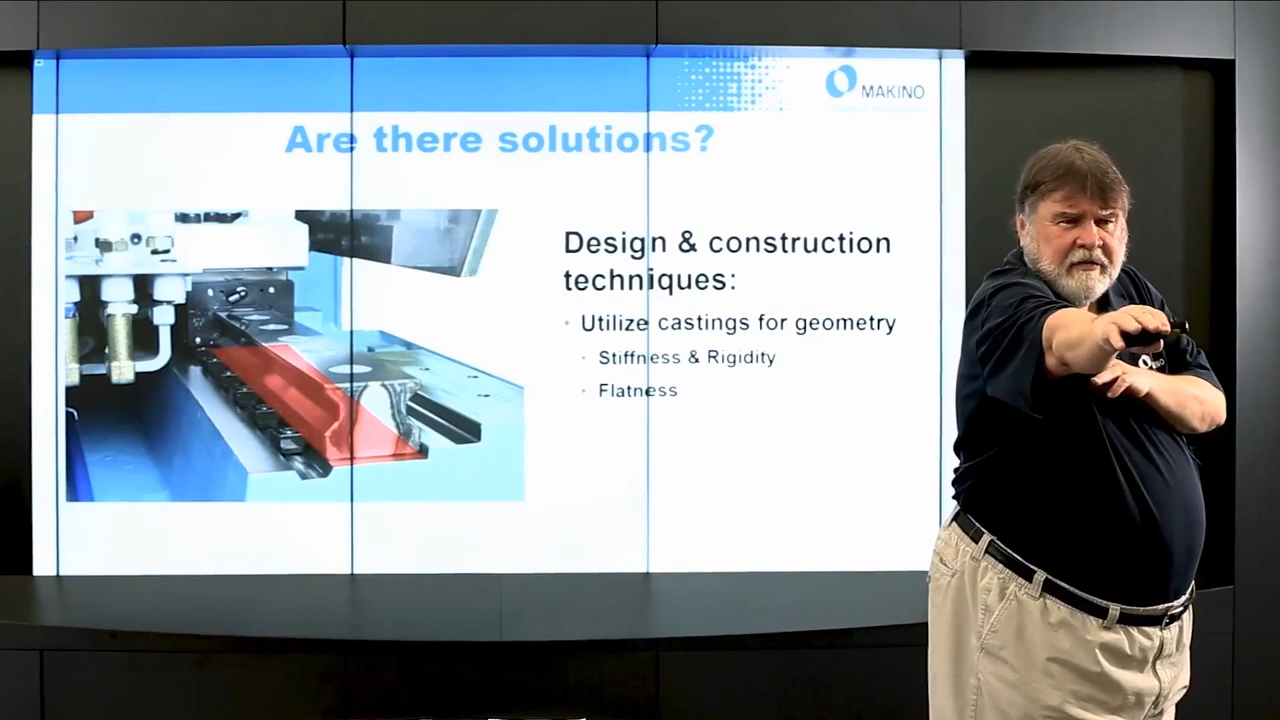 MAKINO
Are there solutions?
Design & construction
techniques:
· Utilize castings for geometry
· Stiffness & Rigidity
· Flatness